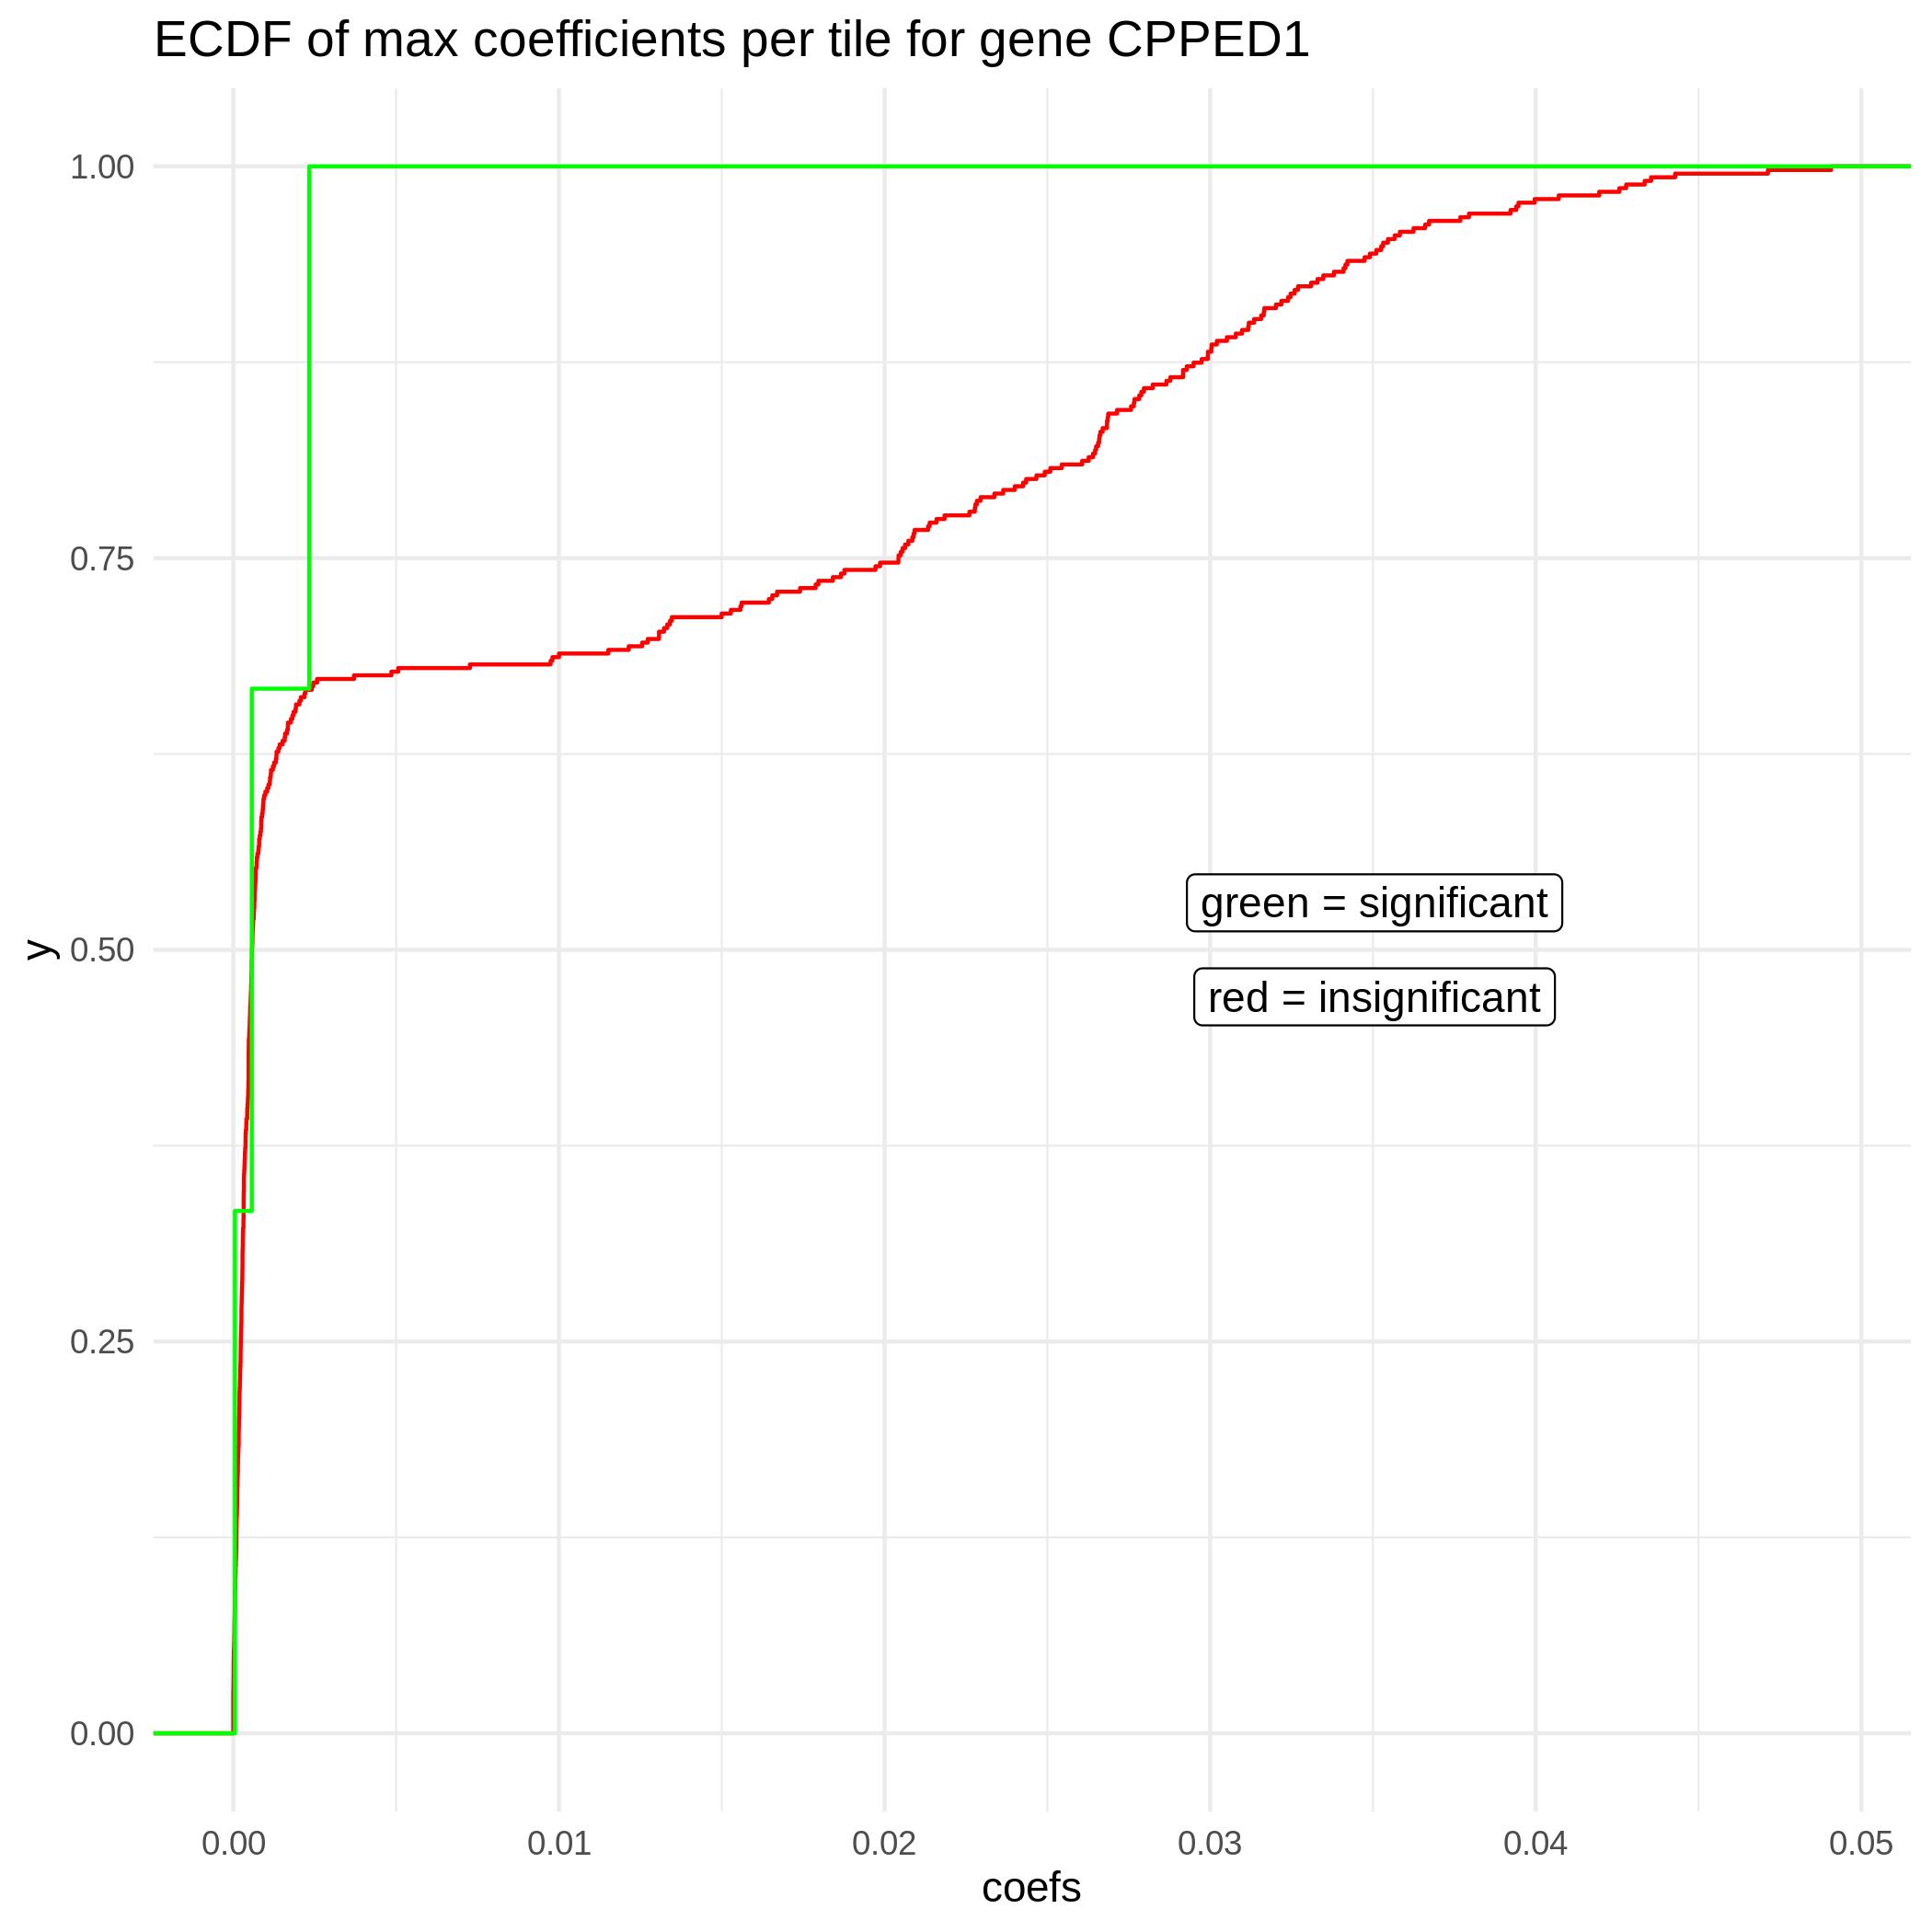 ECDF of max coefficients per tile for gene CPPED1
1.00
0.75
0.50
0.25
0.00
y
green = significant
red = insignificant
0.00 0.01 0.02 0.03 0.04 0.05
coefs